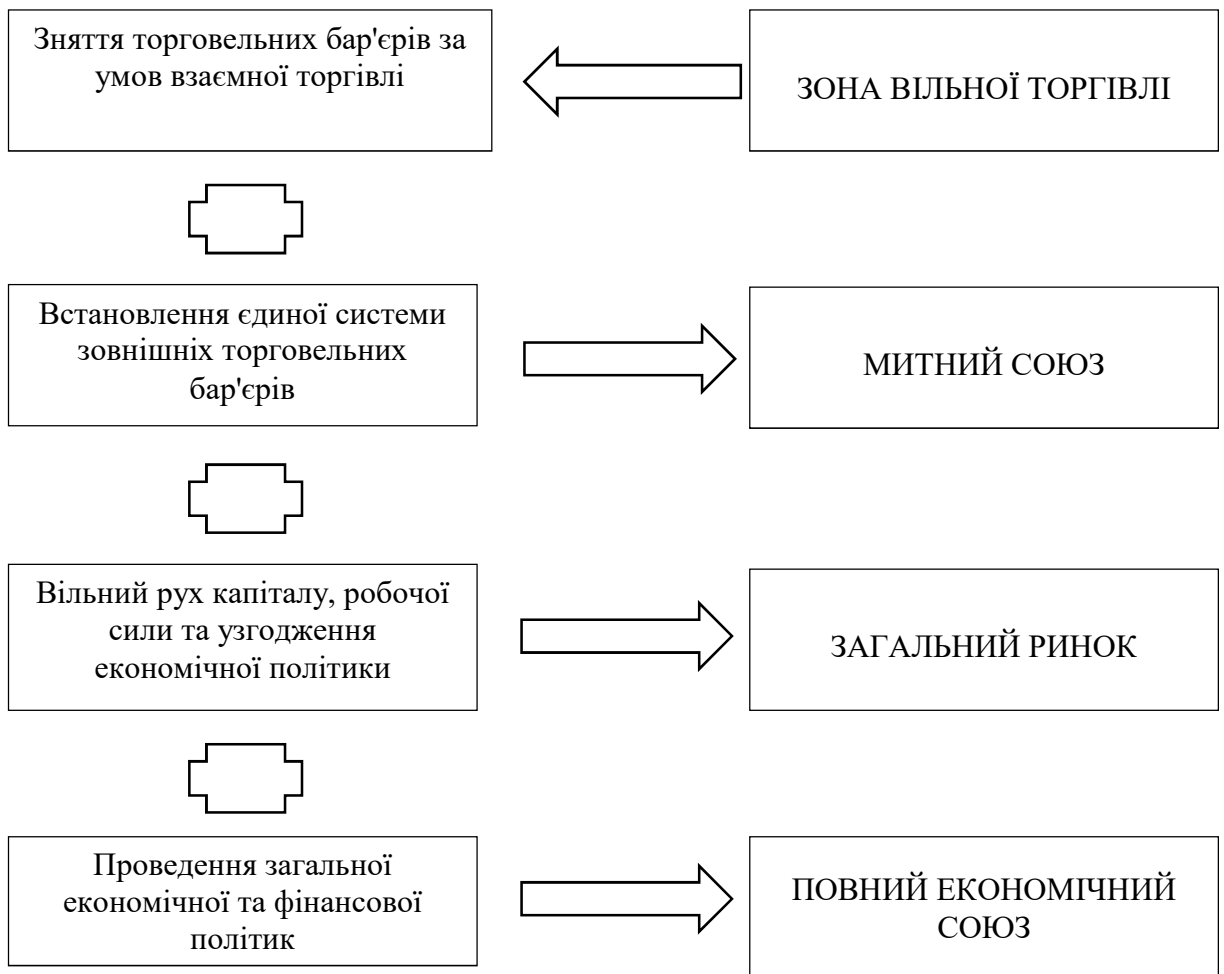 Зняття торговельних бар'єрів за
умов взаємної торгівлі
ЗОНА ВІЛЬНОЇ ТОРГІВЛІ
Встановлення єдиної системи
зовнішніх торговельних
бар'єрів
МИТНИЙ СОЮЗ
Вільний рух капіталу, робочої
сили та узгодження
економічної політики
ЗАГАЛЬНИЙ РИНОК
Проведення загальної
економічної та фінансової
політик
ПОВНИЙ ЕКОНОМІЧНИЙ
СОЮЗ